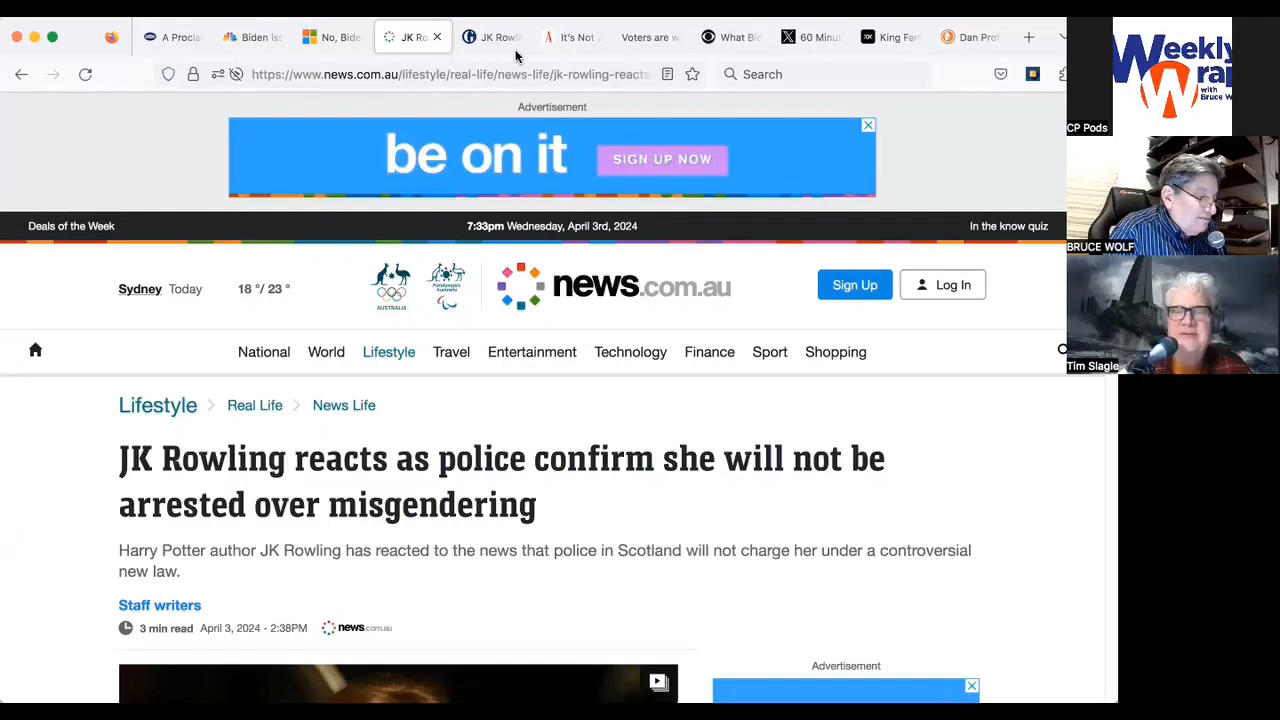 A Procla
Biden is
No, Bide
JK Ro
JK Rowl
It's Not
Voters are w
What Bi
60 Minut
King Fan
Dan Prof
https://www.news.com.au/lifestyle/real-life/news-life/jk-rowling-reacts-
Search
Advertisement
be on it
SIGN UP NOW
Deals of the Week
7:33pm Wednesday, April 3rd, 2024
In the know quiz
Sydney Today
18 °/ 23 °
AUSTRALIA
news.com.au
Sign Up
Log In
National World Lifestyle Travel Entertainment Technology Finance Sport Shopping
Lifestyle > Real Life > News Life
JK Rowling reacts as police confirm she will not be
arrested over misgendering
Harry Potter author JK Rowling has reacted to the news that police in Scotland will not charge her under a controversial
new law.
Staff writers
3 min read April 3, 2024 - 2:38PM news.com.au
Advertisement
Weekly
W rap
with
Bruce W
CP Pods
BRUCE WOLF
Tim Slagle